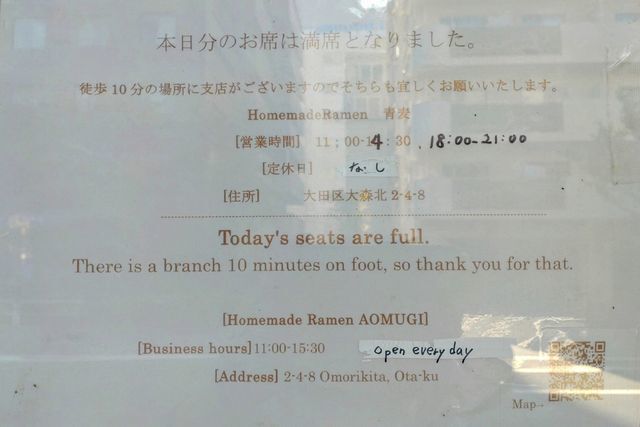 本日分のお席は満席となりました。
徒歩10分の場所に支店がございますのでそちらも宜しくお願いいたします。
HomemadeRamen 青麦
[営業時間] 11:00-14:30、18:00-21:00
[定休日] なし
[住所] 大田区大森北2-4-8
Today's seats are full.
There is a branch 10 minutes on foot, so thank you for that.
[Homemade Ramen AOMUGI]
[Business hours]11:00-15:30 open everyday
[Address] 2-4-8 Omorikita, Ota-ku
Map→